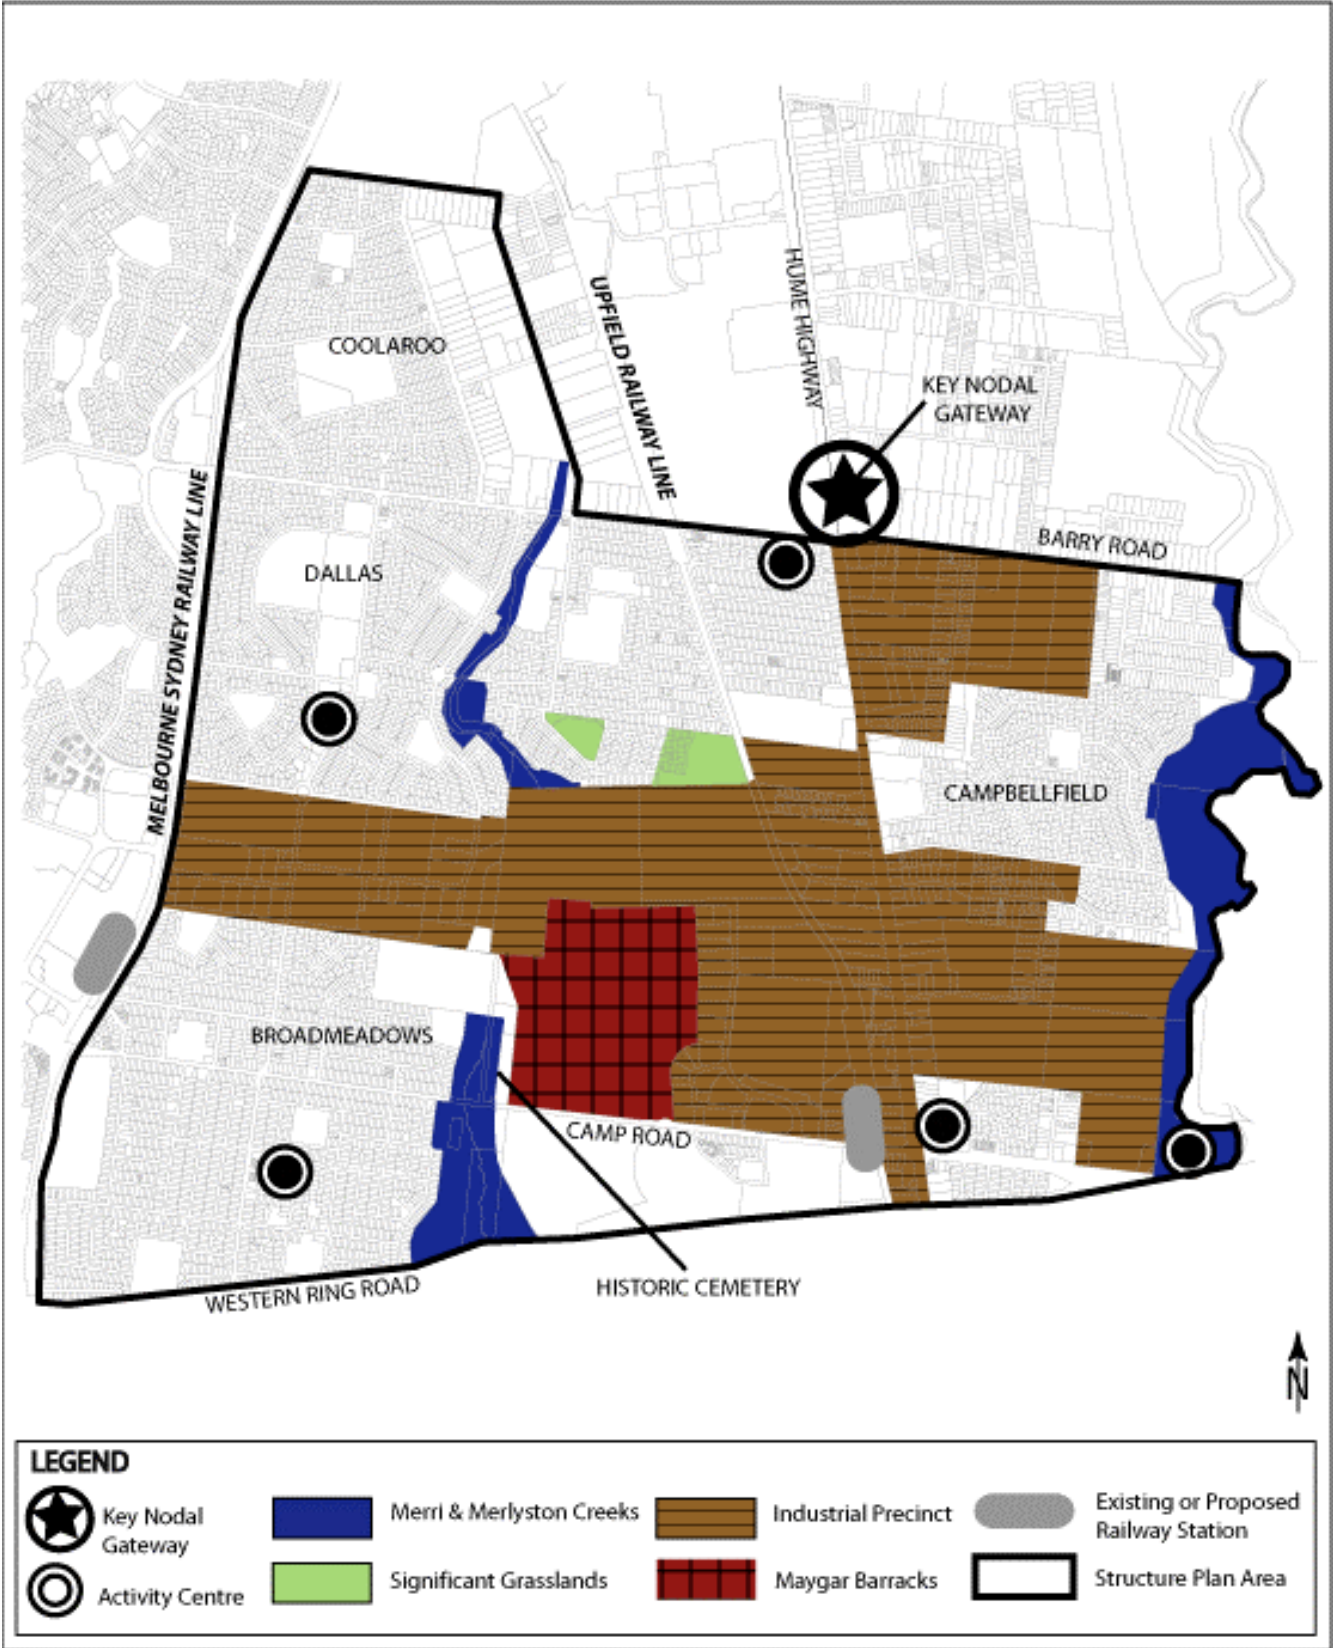 COOLAROO
UPFIELD RAILWAY LINE
HUME HIGHWAY
KEY NODAL
GATEWAY
MELBOURNE SYDNEY RAILWAY LINE
BARRY ROAD
DALLAS
CAMPBELLFIELD
BROADMEADOWS
CAMP ROAD
WESTERN RING ROAD
HISTORIC CEMETERY
N
LEGEND
Key Nodal
Gateway
Activity Centre
Merri & Merlyston Creeks
Significant Grasslands
Industrial Precinct
Maygar Barracks
Existing or Proposed
Railway Station
Structure Plan Area